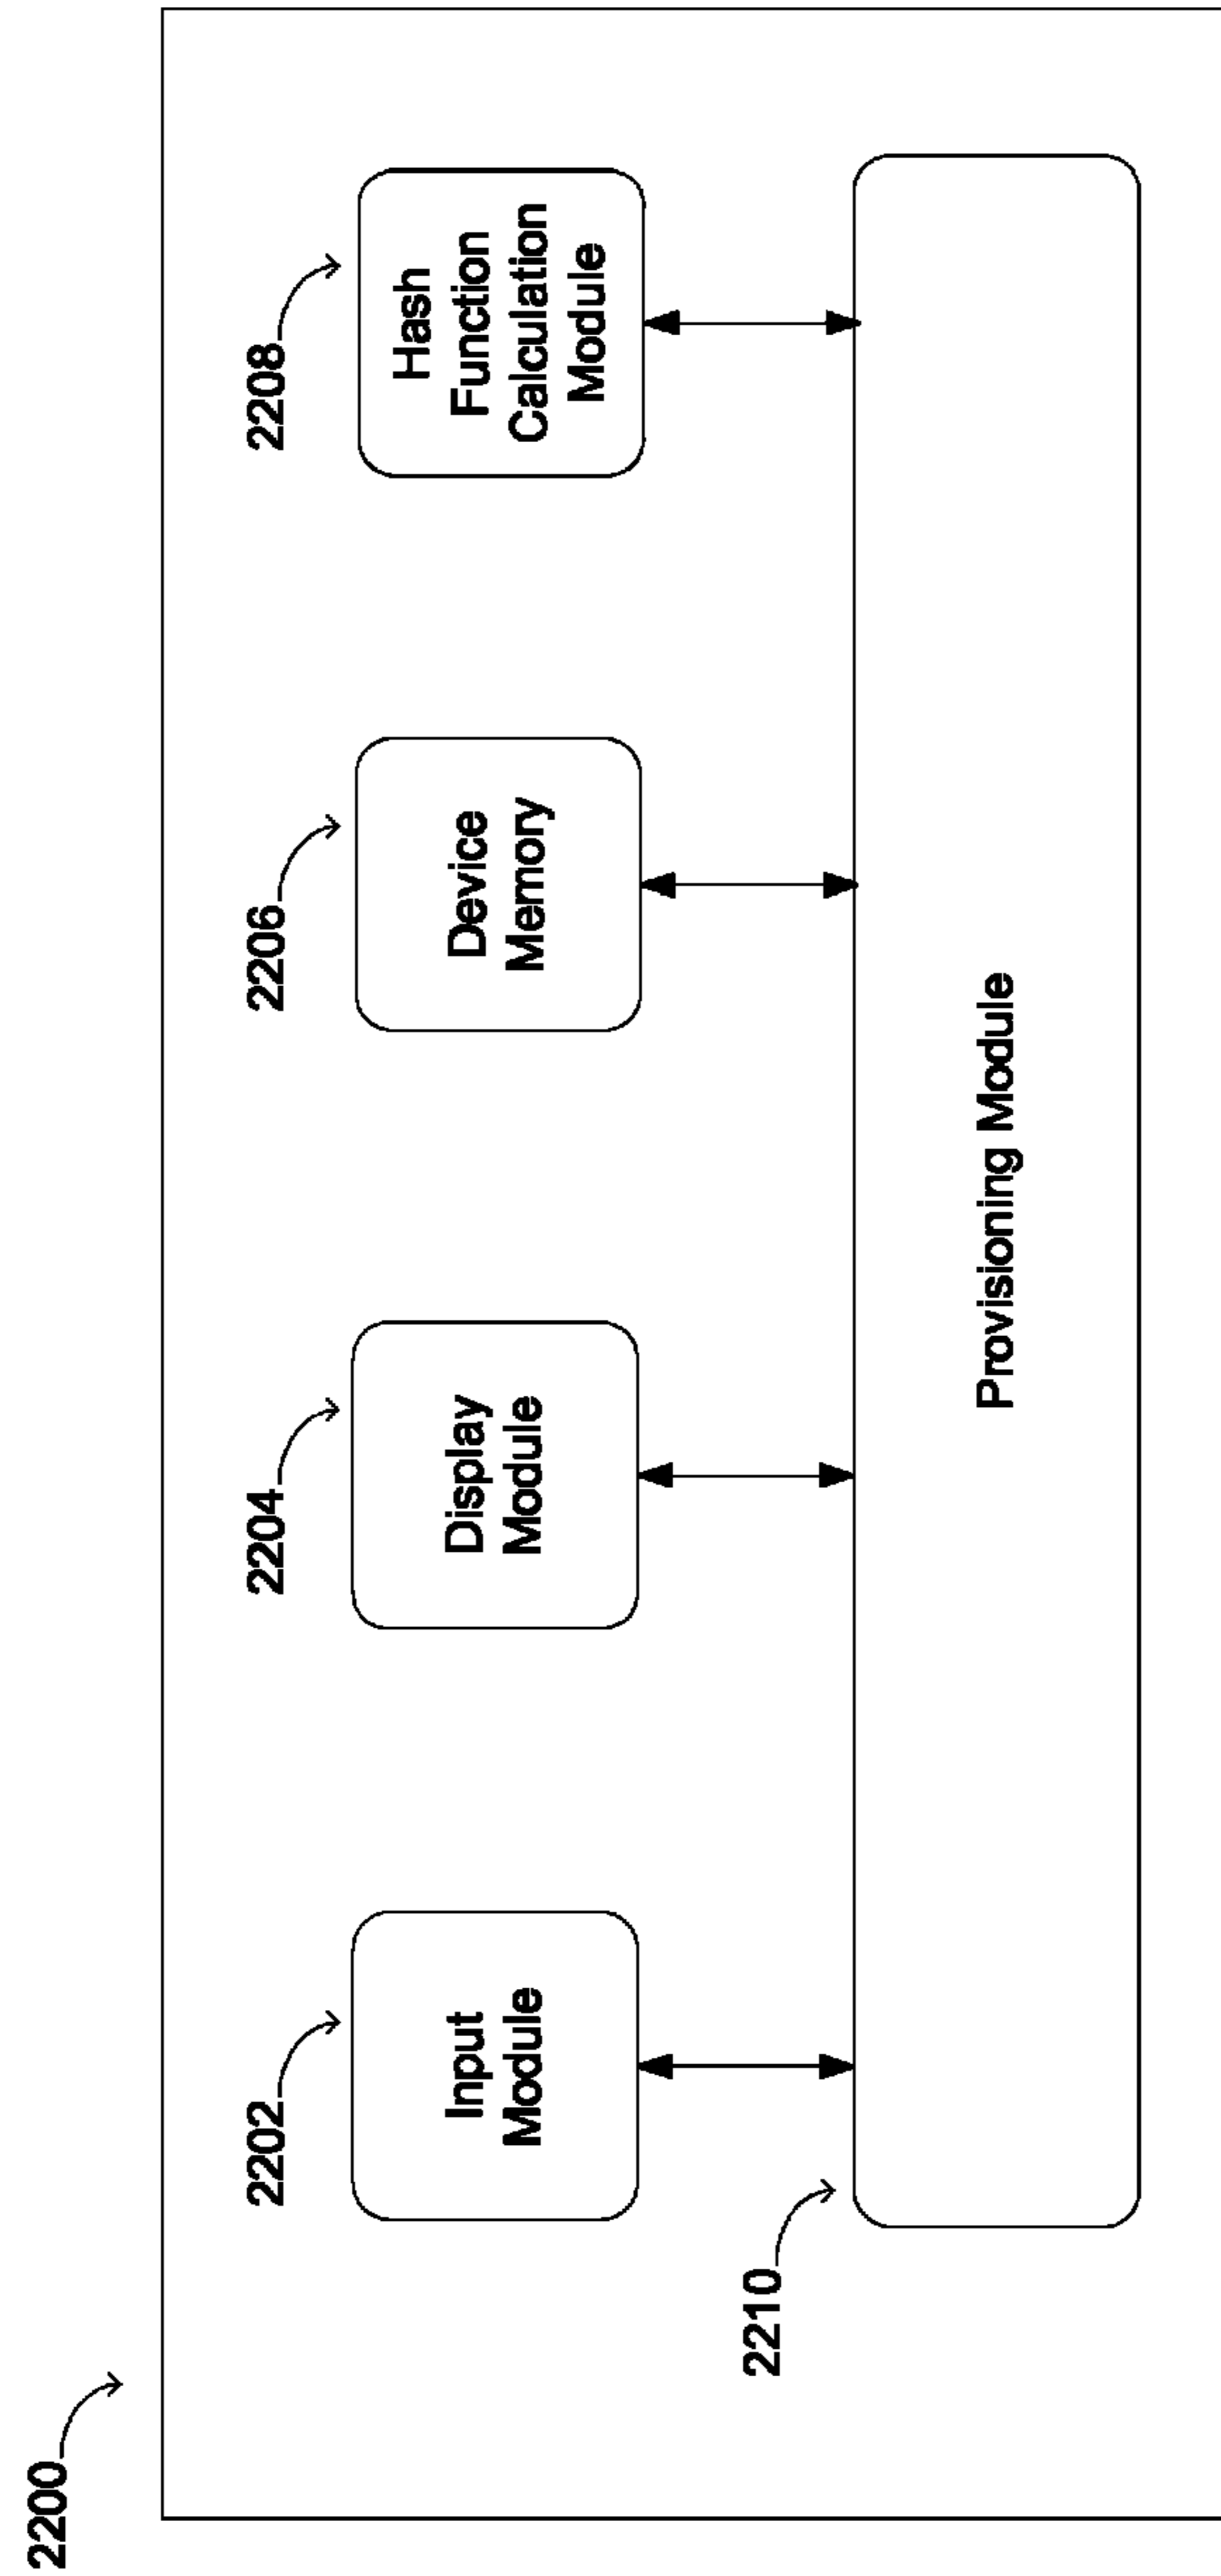 2200
2202
2204
2206
2208
Input
Module
Display
Module
Device
Memory
Hash
Function
Calculation
Module
2210
Provisioning Module